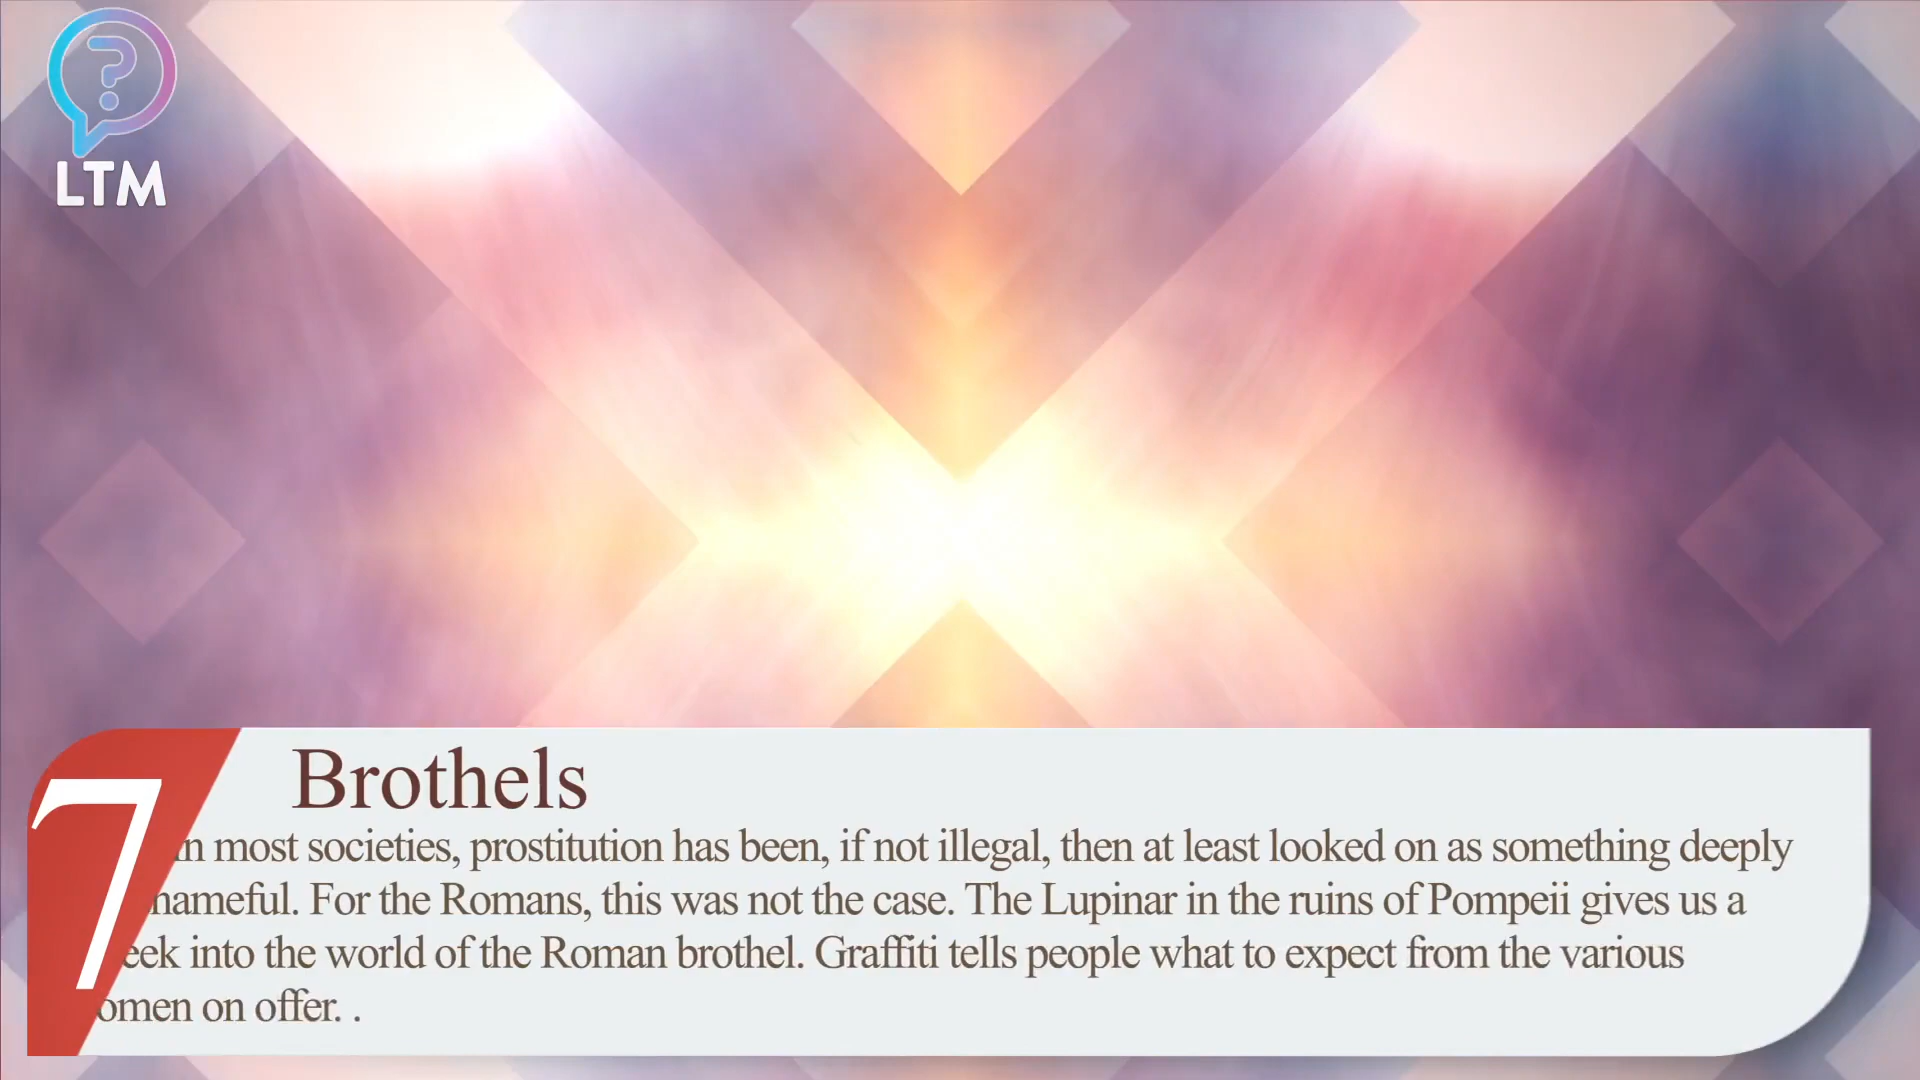 LTM
7
Brothels
in most societies, prostitution has been, if not illegal, then at least looked on as something deeply
hameful. For the Romans, this was not the case. The Lupinar in the ruins of Pompeii gives us a
eek into the world of the Roman brothel. Graffiti tells people what to expect from the various
omen on offer. .